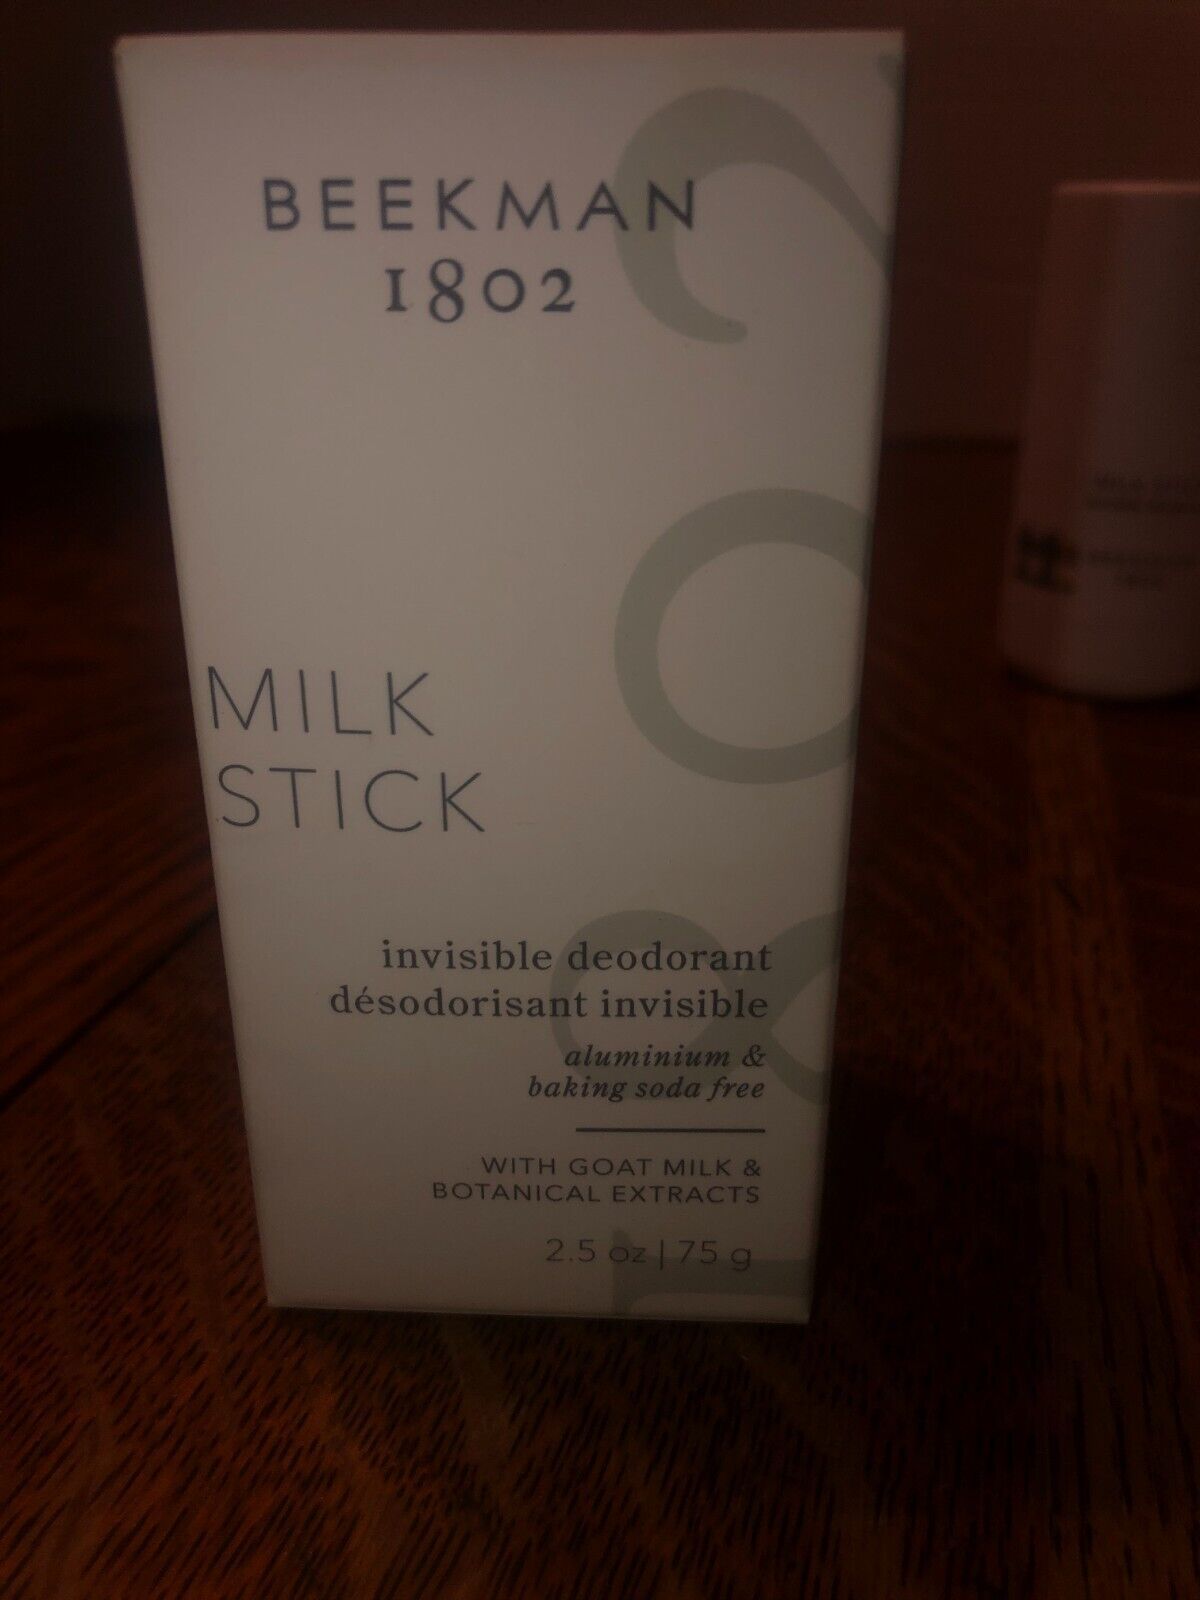 BEEKMAN
1802
MILK
STICK
invisible deodorant
désodorisant invisible
aluminium &
baking soda free
WITH GOAT MILK &
BOTANICAL EXTRACTS
2.5 oz | 75 g
1802